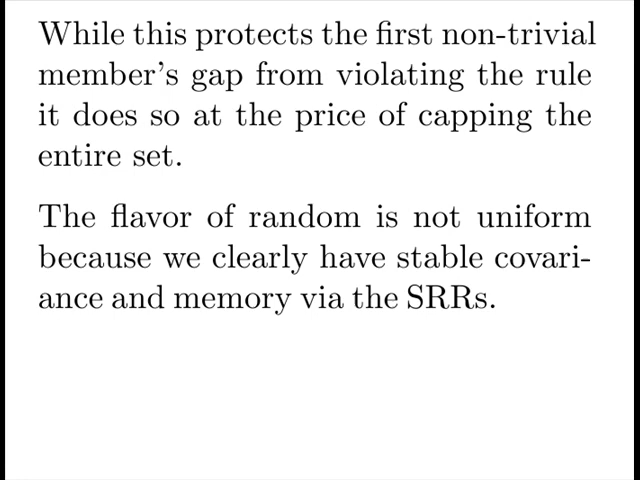 While this protects the first non-trivial
member's gap from violating the rule
it does so at the price of capping the
entire set.
The flavor of random is not uniform
because we clearly have stable covari-
ance and memory via the SRRs.